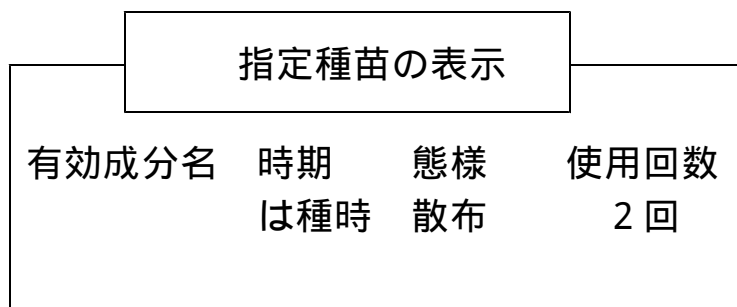 指定種苗の表示
有効成分名 時期 態様 使用回数
は種時 散布 2回